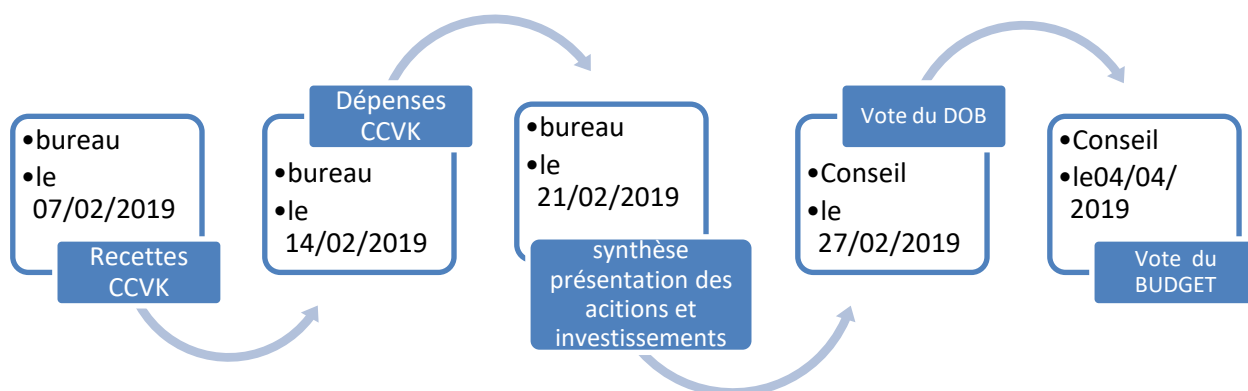 •bureau
•le
07/02/2019
Recettes
CCVK
Dépenses
CCVK
•bureau
•le
14/02/2019
•bureau
•le
21/02/2019
synthèse
présentation des
acitions et
investissements
Vote du DOB
•Conseil
•le
27/02/2019
•Conseil
•le04/04/
2019
Vote du
BUDGET